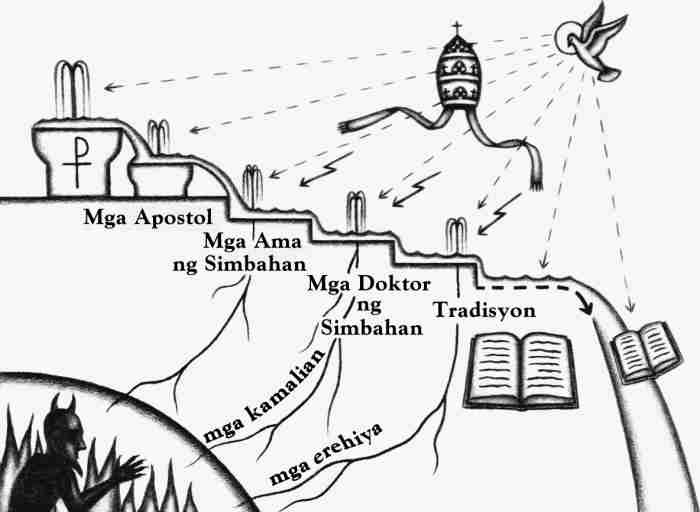 Mga Apostol
Mga Ama
ng Simbahan
Mga Doktor
ng
Simbahan
Tradisyon
mga kamalian
mga erehiya